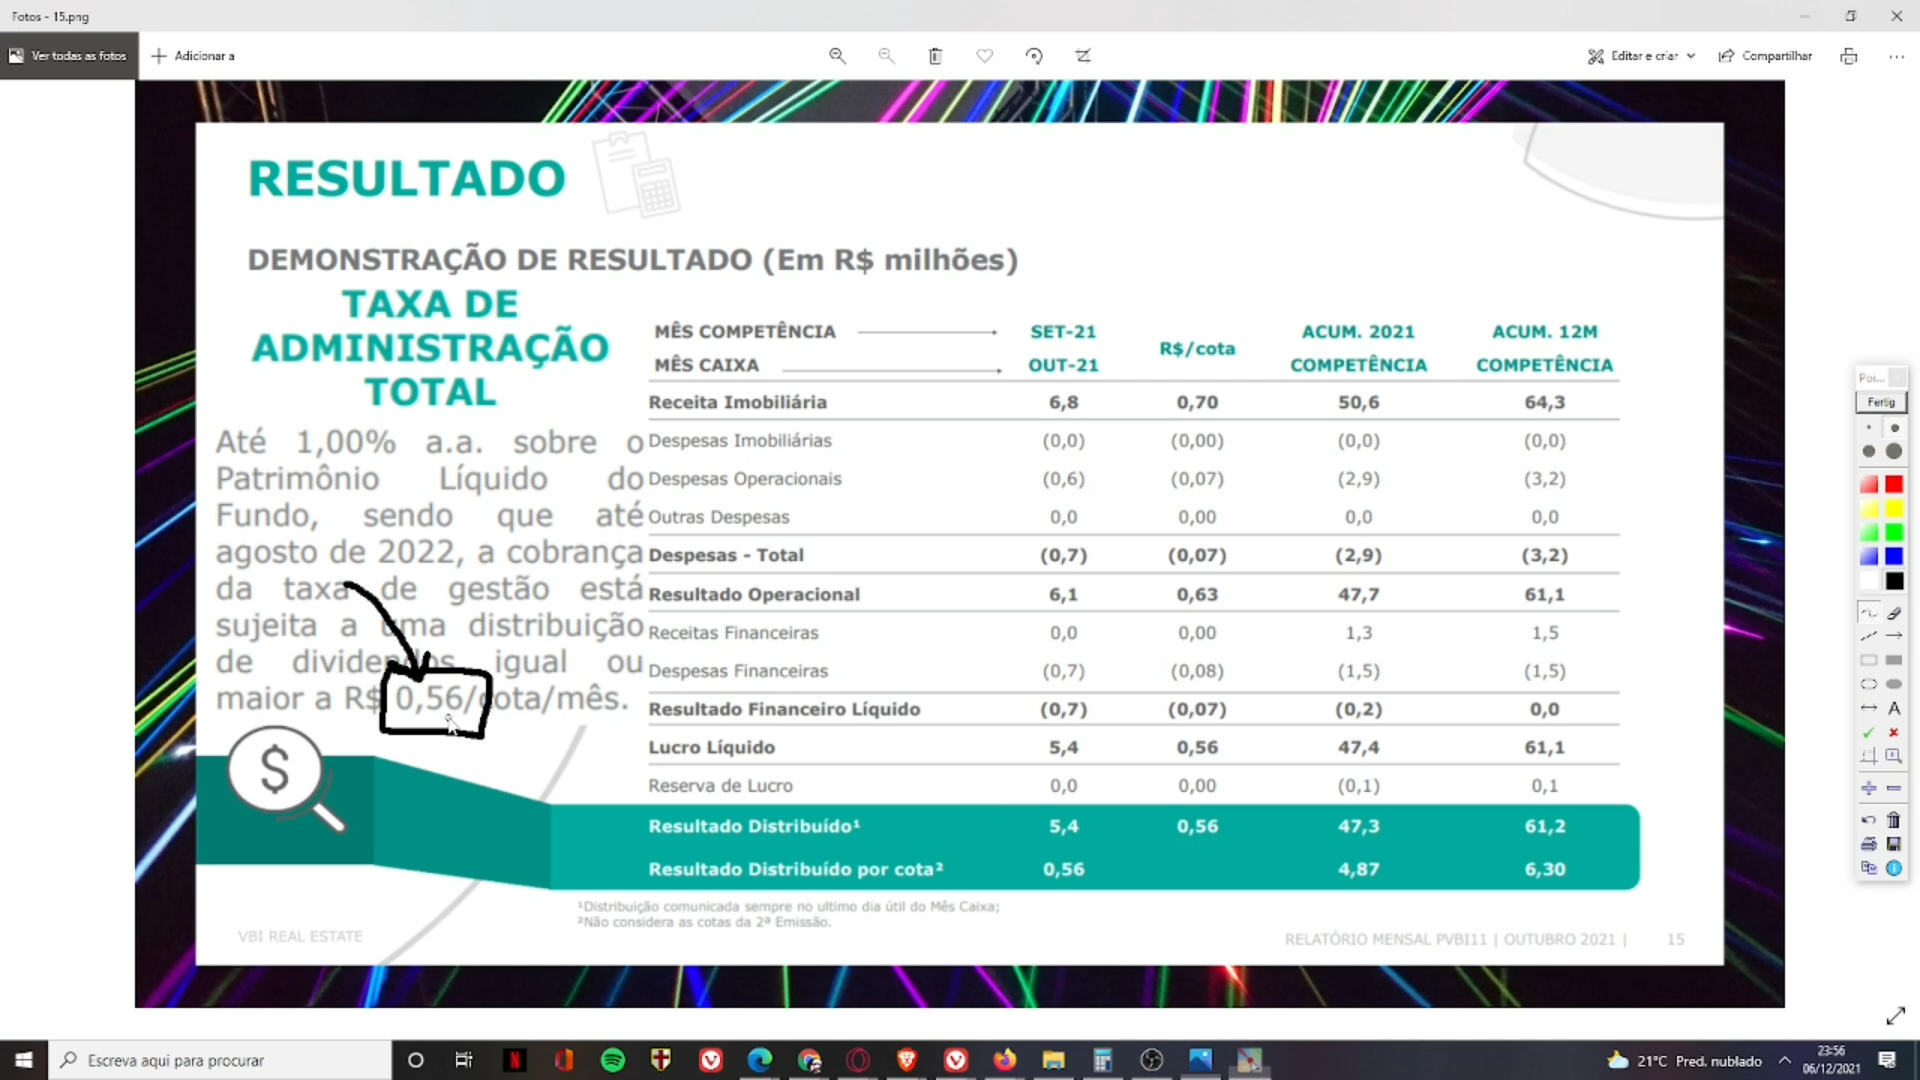 Fotos - 15.png
Ver todas as fotos
Adicionar a
Editar e criar
Compartilhar
RESULTADO
DEMONSTRAÇÃO DE RESULTADO (Em R$ milhões)
TAXA DE
ADMINISTRAÇÃO
TOTAL
Até 1,00% a.a. sobre o
Patrimônio Líquido do
Fundo, sendo que até
agosto de 2022, a cobrança
da taxa de gestão está
sujeita a uma distribuição
de dividendos igual ou
maior a R$ 0,56/cota/mês.
MÊS COMPETÊNCIA SET-21 R$/cota ACUM. 2021 ACUM. 12M
MÊS CAIXA OUT-21 COMPETÊNCIA COMPETÊNCIA
Receita Imobiliária 6,8 0,70 50,6 64,3
Despesas Imobiliárias (0,0) (0,00) (0,0) (0,0)
Despesas Operacionais (0,6) (0,07) (2,9) (3,2)
Outras Despesas 0,0 0,00 0,0 0,0
Despesas - Total (0,7) (0,07) (2,9) (3,2)
Resultado Operacional 6,1 0,63 47,7 61,1
Receitas Financeiras 0,0 0,00 1,3 1,5
Despesas Financeiras (0,7) (0,08) (1,5) (1,5)
Resultado Financeiro Líquido (0,7) (0,07) (0,2) 0,0
Lucro Líquido 5,4 0,56 47,4 61,1
Reserva de Lucro 0,0 0,00 (0,1) 0,1
Resultado Distribuído¹ 5,4 0,56 47,3 61,2
Resultado Distribuído por cota² 0,56 4,87 6,30
¹Distribuição comunicada sempre no ultimo dia útil do Mês Caixa;
²Não considera as cotas da 2ª Emissão.
VBI REAL ESTATE
RELATÓRIO MENSAL PVBI11 | OUTUBRO 2021 | 15
Poi...
Fertig
A
Escreva aqui para procurar
21°C Pred. nublado
23:56
06/12/2021